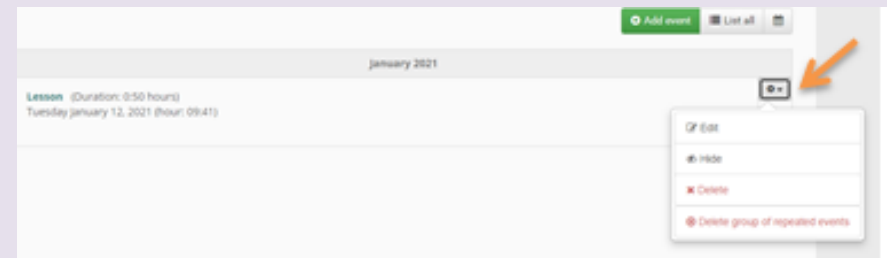 Add event List all
January 2021
Lesson (Duration: 0:50 hours)
Tuesday January 12, 2021 (hour: 09:41)
Edit
Hide
Delete
Delete group of repeated events